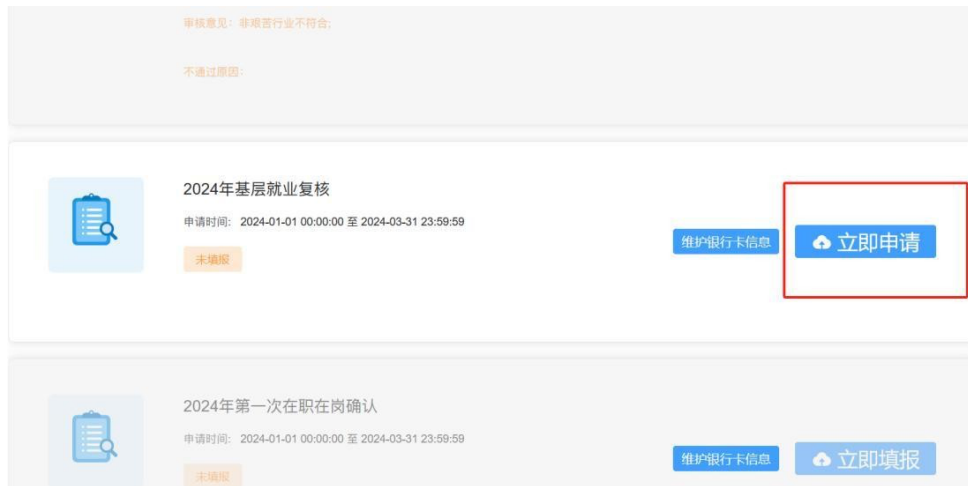 审核意见：非艰苦行业不符合;
不通过原因：
2024年基层就业复核
申请时间： 2024-01-01 00:00:00 至 2024-03-31 23:59:59
未填报
维护银行卡信息
立即申请
2024年第一次在职在岗确认
申请时间： 2024-01-01 00:00:00 至 2024-03-31 23:59:59
未填报
维护银行卡信息
立即填报